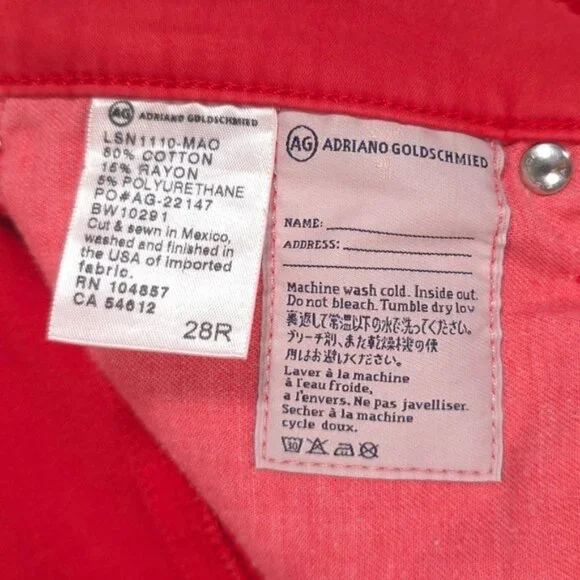 AG ADRIANO GOLDSCHMIED
LSN1110-MAO
80% COTTON
15% RAYON
5% POLYURETHANE
PO#AG-22147
BW10291
Cut & sewn in Mexico,
washed and finished in
the USA of imported
fabric.
RN 104857
CA 54612
28R
AG ADRIANO GOLDSCHMIED
NAME:
ADDRESS:
Machine wash cold. Inside out.
Do not bleach. Tumble dry lov
裏返して常温以下の水で洗ってください。
ブリーチ剤、また乾燥機の使
用はお避けください。
Laver à la machine
à l'eau froide,
a l'envers. Ne pas javelliser.
Secher à la machine
cycle doux.
30